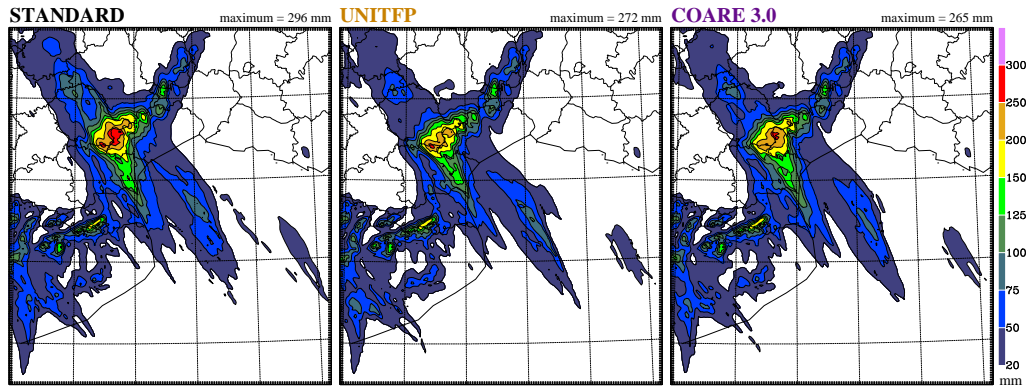 STANDARD maximum = 296 mm
UNITFP maximum = 272 mm
COARE 3.0 maximum = 265 mm
300
250
200
150
125
100
75
50
20
mm